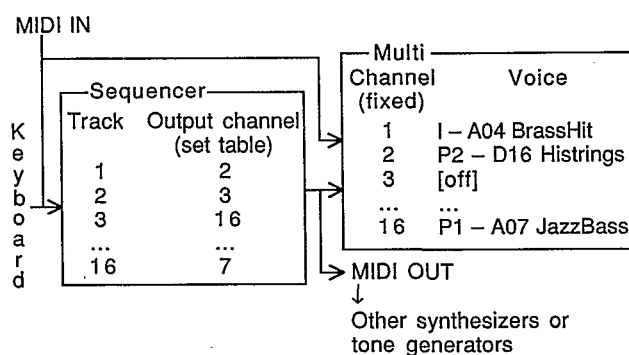 MIDI IN
Keyboard
Sequencer
Track Output channel
(set table)
1 2
2 3
3 16
... ...
16 7
Multi
Channel Voice
(fixed)
1 I – A04 BrassHit
2 P2 – D16 Histrings
3 [off]
... ...
16 P1 – A07 JazzBass
MIDI OUT
Other synthesizers or
tone generators